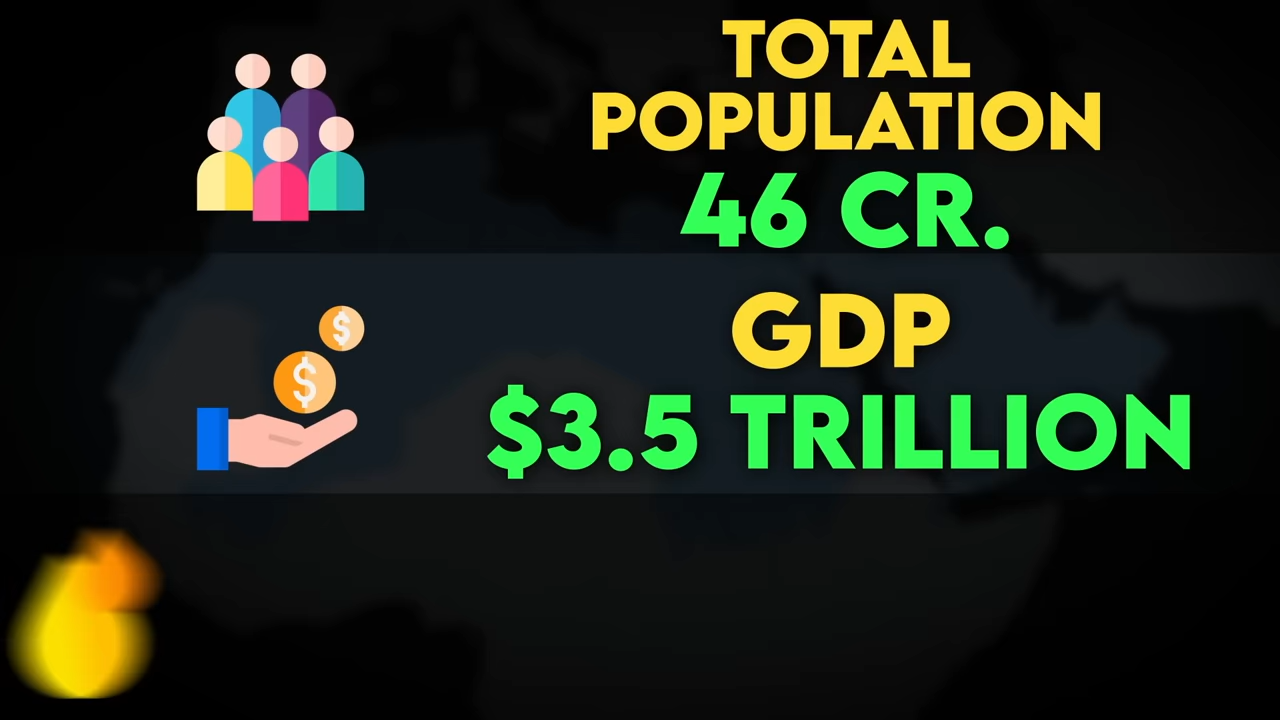 TOTAL
POPULATION
46 CR.
GDP
$3.5 TRILLION